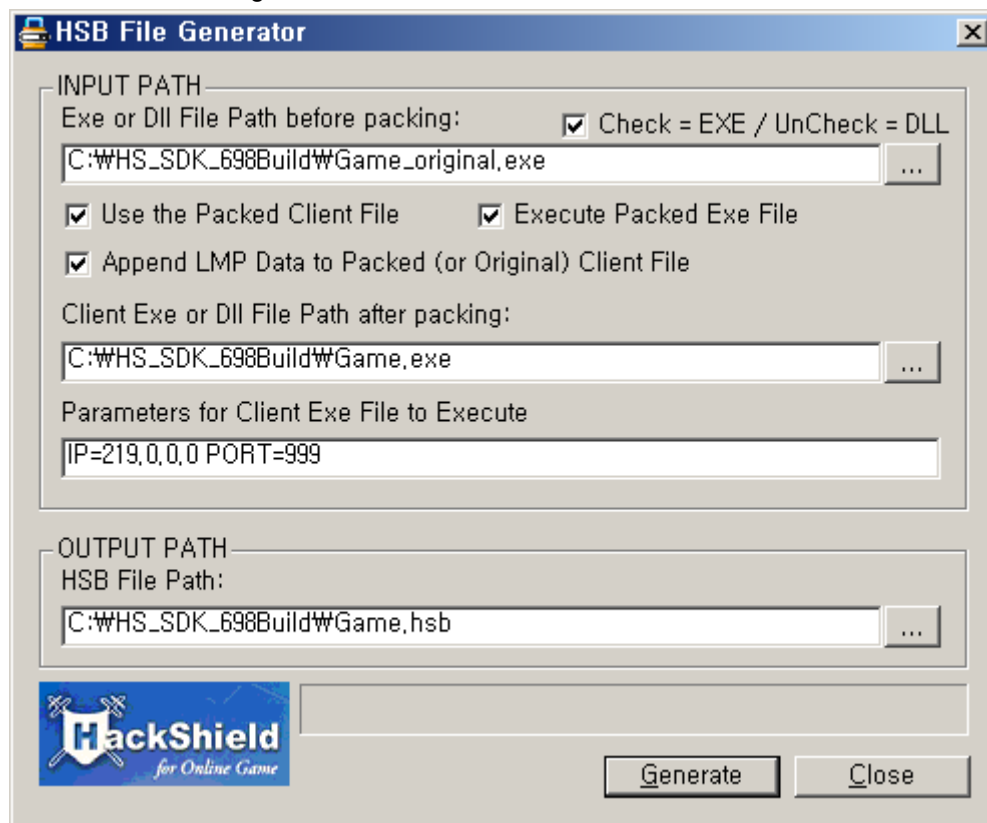 HSB File Generator
INPUT PATH
Exe or Dll File Path before packing:
Check = EXE / UnCheck = DLL
C:₩HS_SDK_698Build₩Game_original.exe
...
Use the Packed Client File
Execute Packed Exe File
Append LMP Data to Packed (or Original) Client File
Client Exe or Dll File Path after packing:
C:₩HS_SDK_698Build₩Game.exe
...
Parameters for Client Exe File to Execute
IP=219.0.0.0 PORT=999
OUTPUT PATH
HSB File Path:
C:₩HS_SDK_698Build₩Game.hsb
...
HackShield
for Online Game
Generate
Close